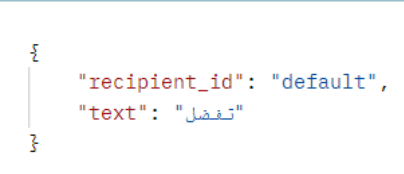 {
"recipient_id": "default",
"text": "تفضل"
}